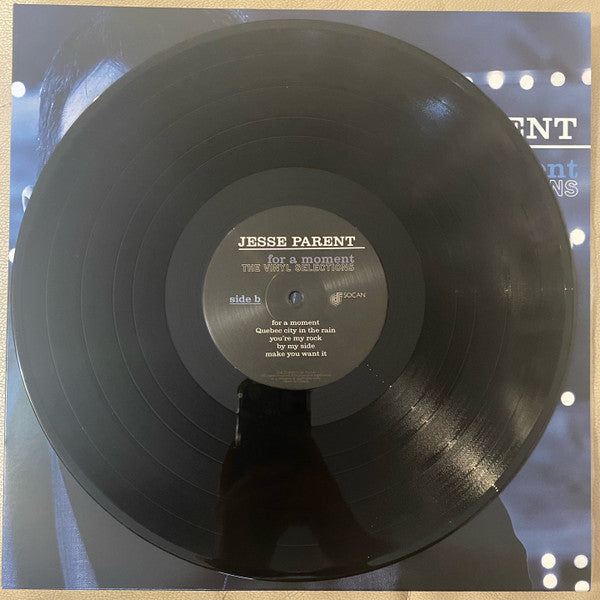 ENT
nt
NS
JESSE PARENT
for a moment
THE VINYL SELECTIONS
side b
SOCAN
for a moment
Quebec city in the rain
you're my rock
by my side
make you want it